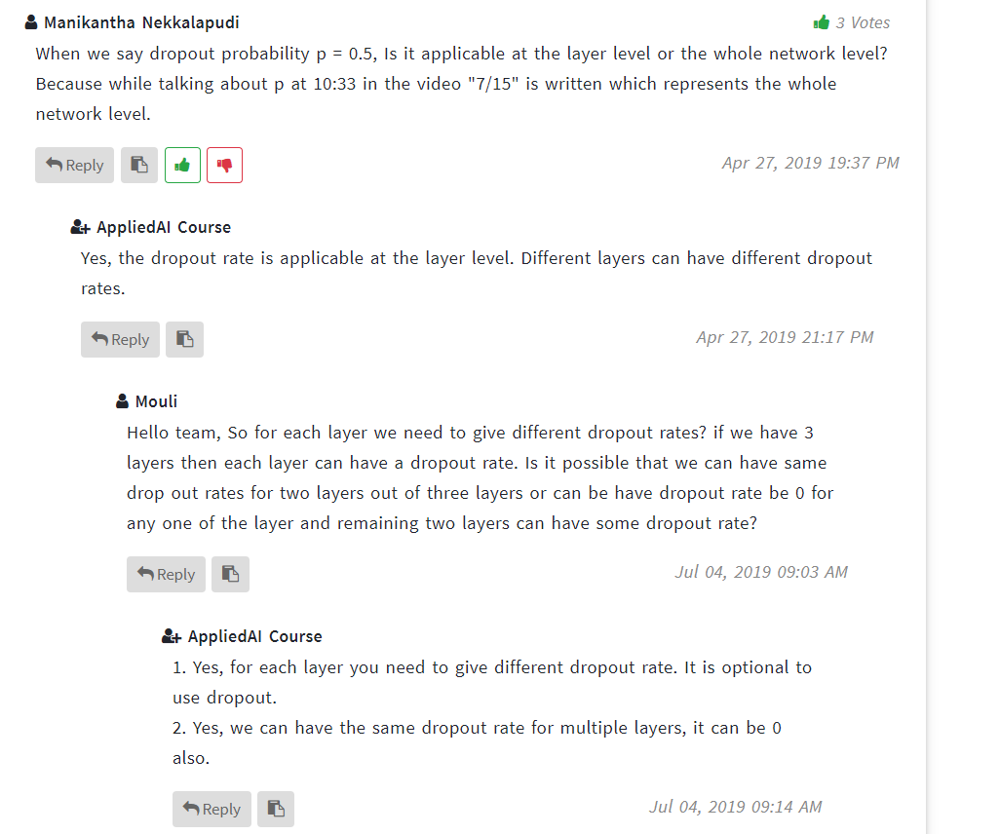 Manikantha Nekkalapudi 3 Votes
When we say dropout probability p = 0.5, Is it applicable at the layer level or the whole network level?
Because while talking about p at 10:33 in the video "7/15" is written which represents the whole
network level.
Reply Apr 27, 2019 19:37 PM
AppliedAI Course
Yes, the dropout rate is applicable at the layer level. Different layers can have different dropout
rates.
Reply Apr 27, 2019 21:17 PM
Mouli
Hello team, So for each layer we need to give different dropout rates? if we have 3
layers then each layer can have a dropout rate. Is it possible that we can have same
drop out rates for two layers out of three layers or can be have dropout rate be 0 for
any one of the layer and remaining two layers can have some dropout rate?
Reply Jul 04, 2019 09:03 AM
AppliedAI Course
1. Yes, for each layer you need to give different dropout rate. It is optional to
use dropout.
2. Yes, we can have the same dropout rate for multiple layers, it can be 0
also.
Reply Jul 04, 2019 09:14 AM